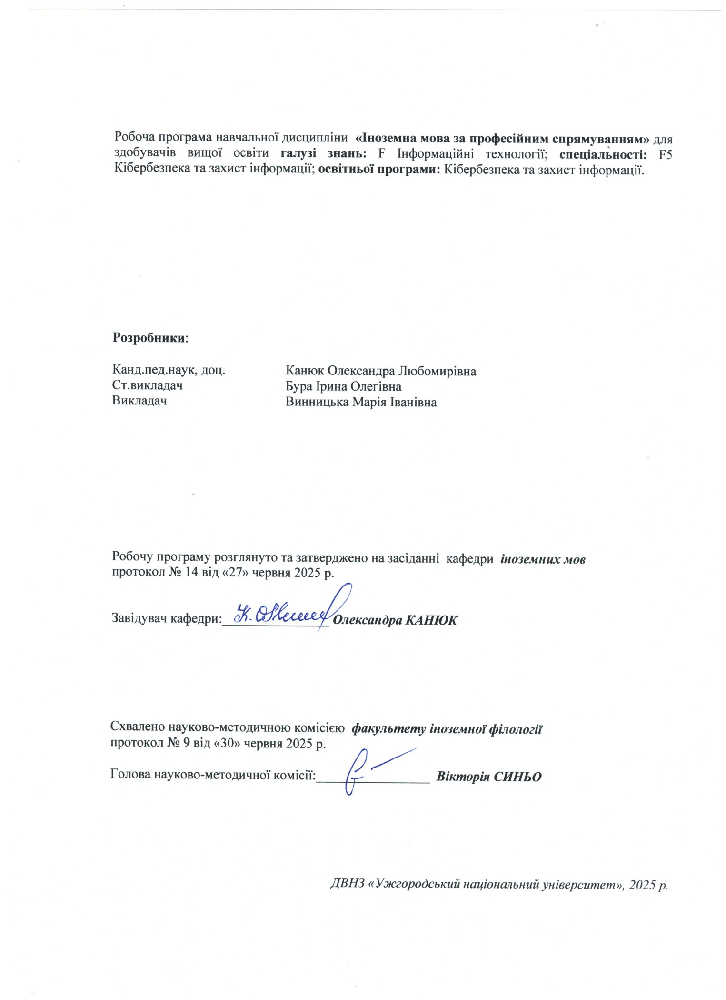 Робоча програма навчальної дисципліни «Іноземна мова за професійним спрямуванням» для
здобувачів вищої освіти галузі знань: F Інформаційні технології; спеціальності: F5
Кібербезпека та захист інформації; освітньої програми: Кібербезпека та захист інформації.
Розробники:
Канд.пед.наук, доц. Канюк Олександра Любомирівна
Ст.викладач Бура Ірина Олегівна
Викладач Винницька Марія Іванівна
Робочу програму розглянуто та затверджено на засіданні кафедри іноземних мов
протокол № 14 від «27» червня 2025 р.
Завідувач кафедри: Олександра КАНЮК
Схвалено науково-методичною комісією факультету іноземної філології
протокол № 9 від «30» червня 2025 р.
Голова науково-методичної комісії: Вікторія СИНЬО
ДВНЗ «Ужгородський національний університет», 2025 р.